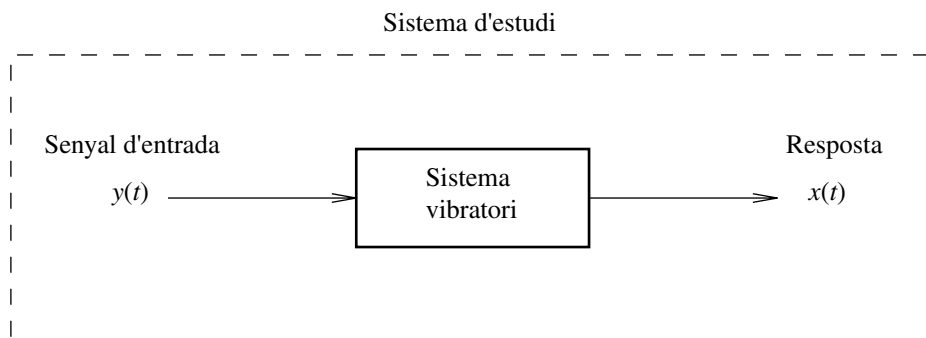 Sistema d'estudi
Senyal d'entrada
y(t)
Sistema
vibratori
Resposta
x(t)